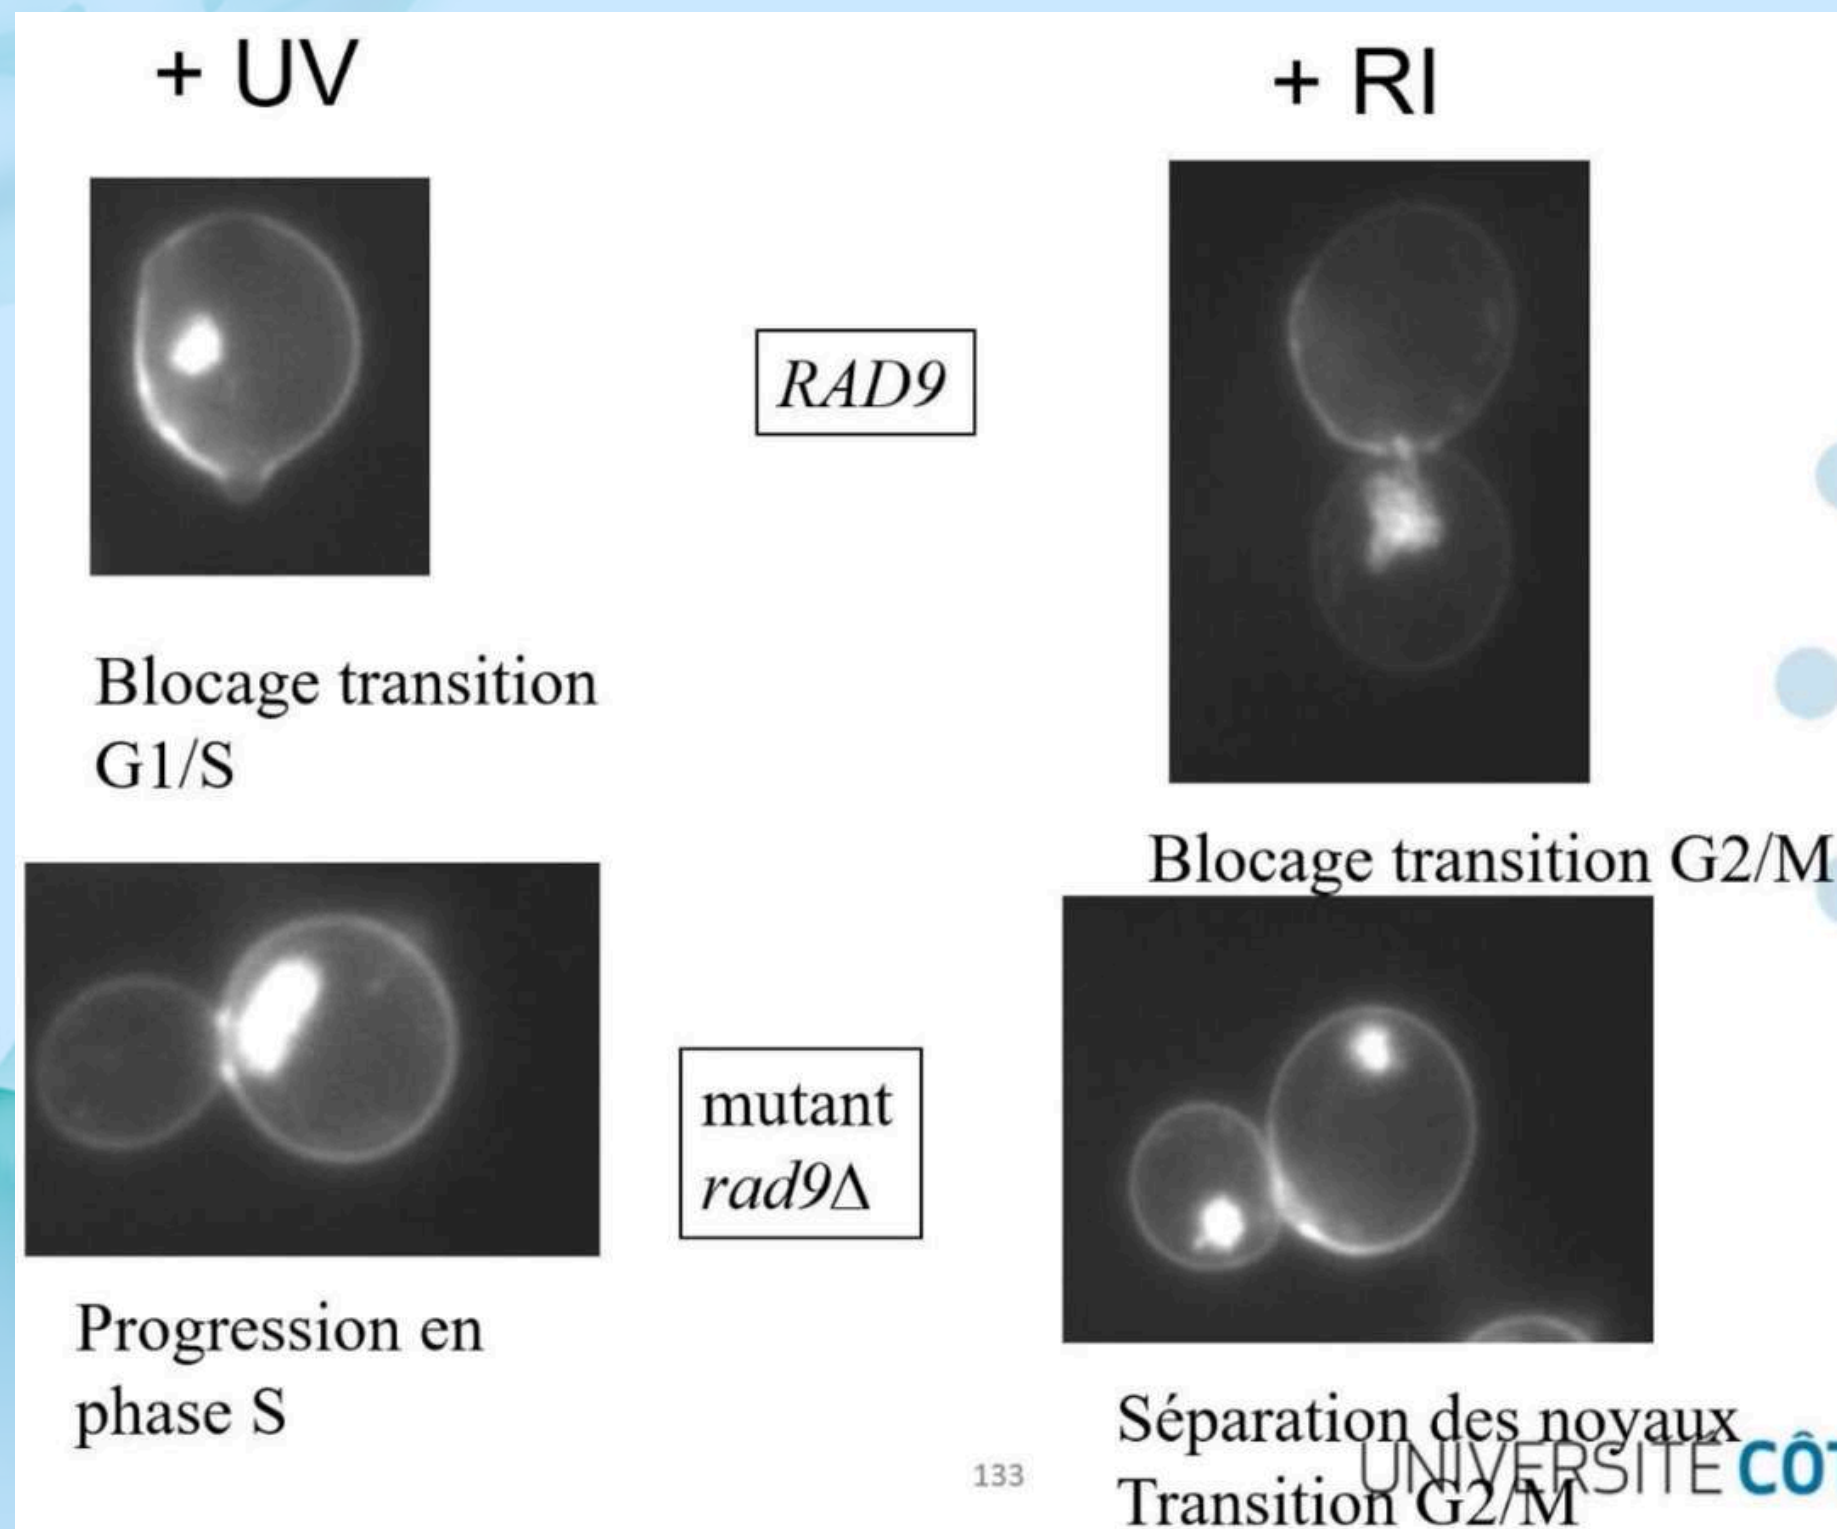 + UV
+ RI
RAD9
Blocage transition
G1/S
Blocage transition G2/M
mutant
rad9Δ
Progression en
phase S
Séparation des noyaux
Transition G2/M
133
UNIVERSITÉ CÔT